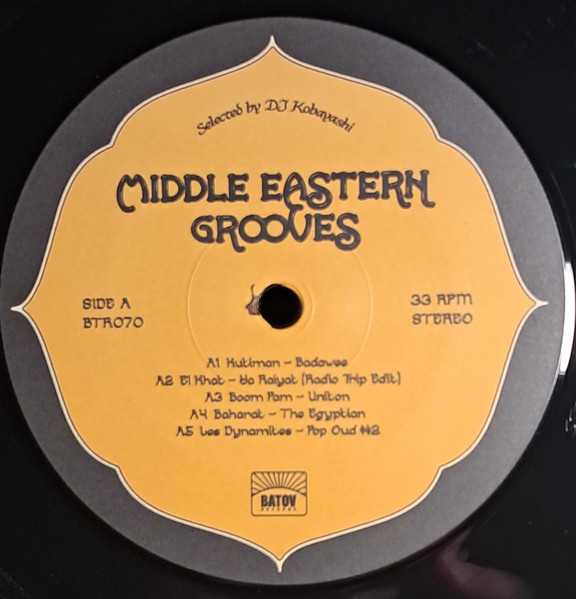 Selected by DJ Kobayashi
MIDDLE EASTERN
GROOVES
SIDE A
BTR070
33 RPM
STEREO
A1 Kutiman – Badawee
A2 El Khat – Ya Raiyat (Radio Trip Edit)
A3 Boom Pam – Uniton
A4 Baharat – The Egyptian
A5 Les Dynamites – Pop Oud #2
BATOV
RECORDS